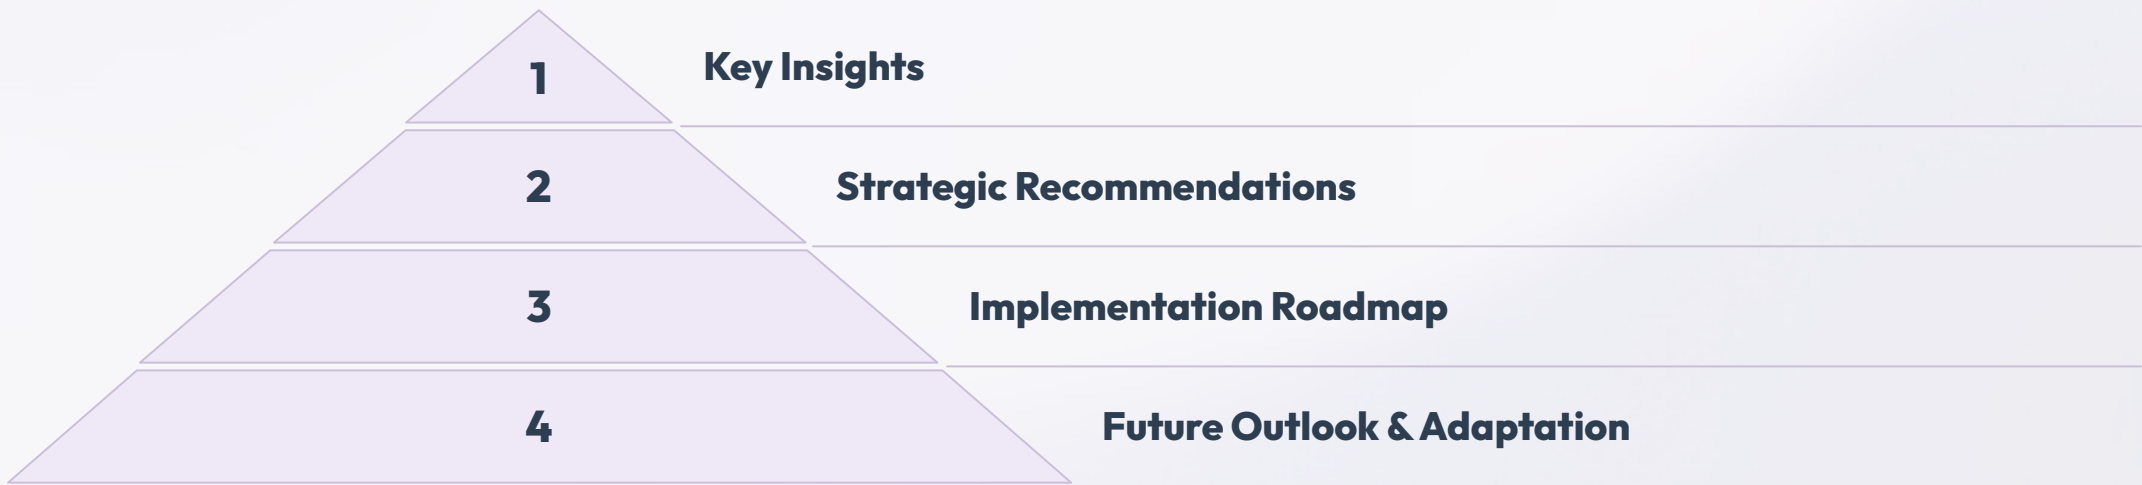 1
Key Insights
2
Strategic Recommendations
3
Implementation Roadmap
4
Future Outlook & Adaptation